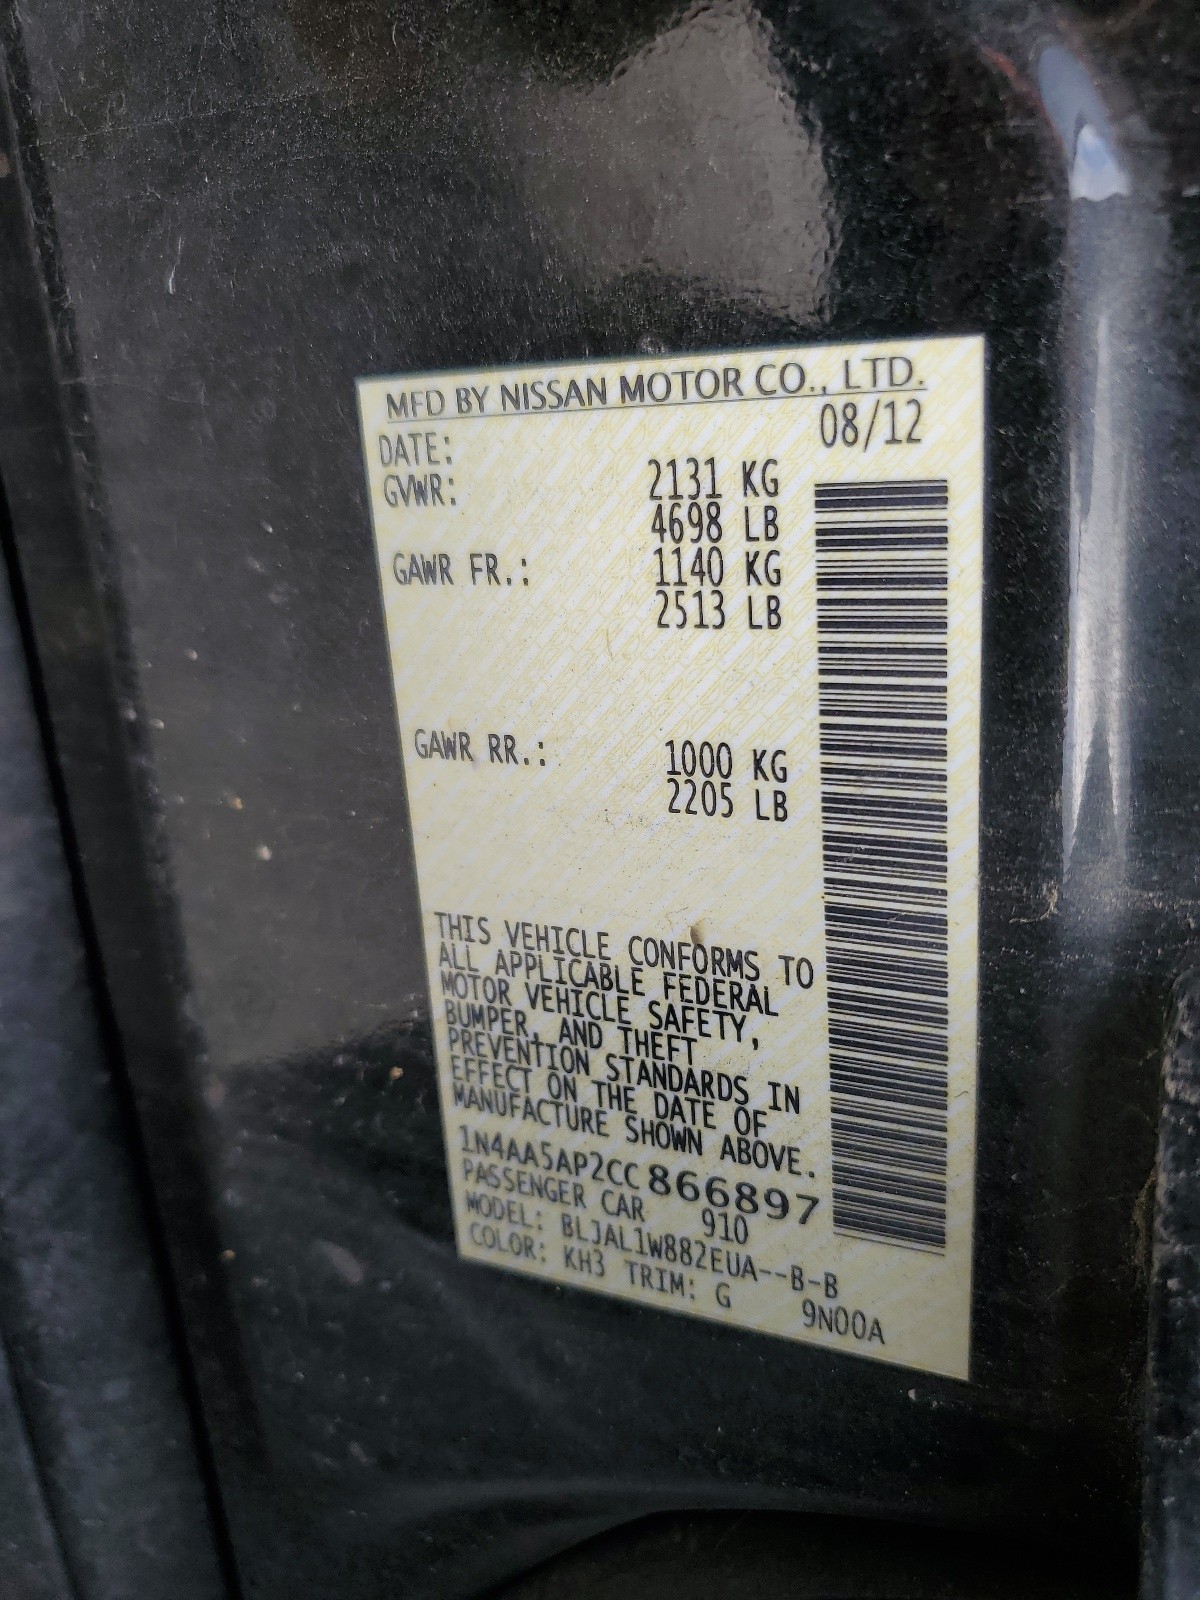 MFD BY NISSAN MOTOR CO., LTD.
DATE: 08/12
GVWR: 2131 KG
4698 LB
GAWR FR.: 1140 KG
2513 LB
GAWR RR.: 1000 KG
2205 LB
THIS VEHICLE CONFORMS TO
ALL APPLICABLE FEDERAL
MOTOR VEHICLE SAFETY,
BUMPER, AND THEFT
PREVENTION STANDARDS IN
EFFECT ON THE DATE OF
MANUFACTURE SHOWN ABOVE.
1N4AA5AP2CC866897
PASSENGER CAR 910
MODEL: BLJAL1W882EUA--B-B
COLOR: KH3 TRIM: G 9N00A